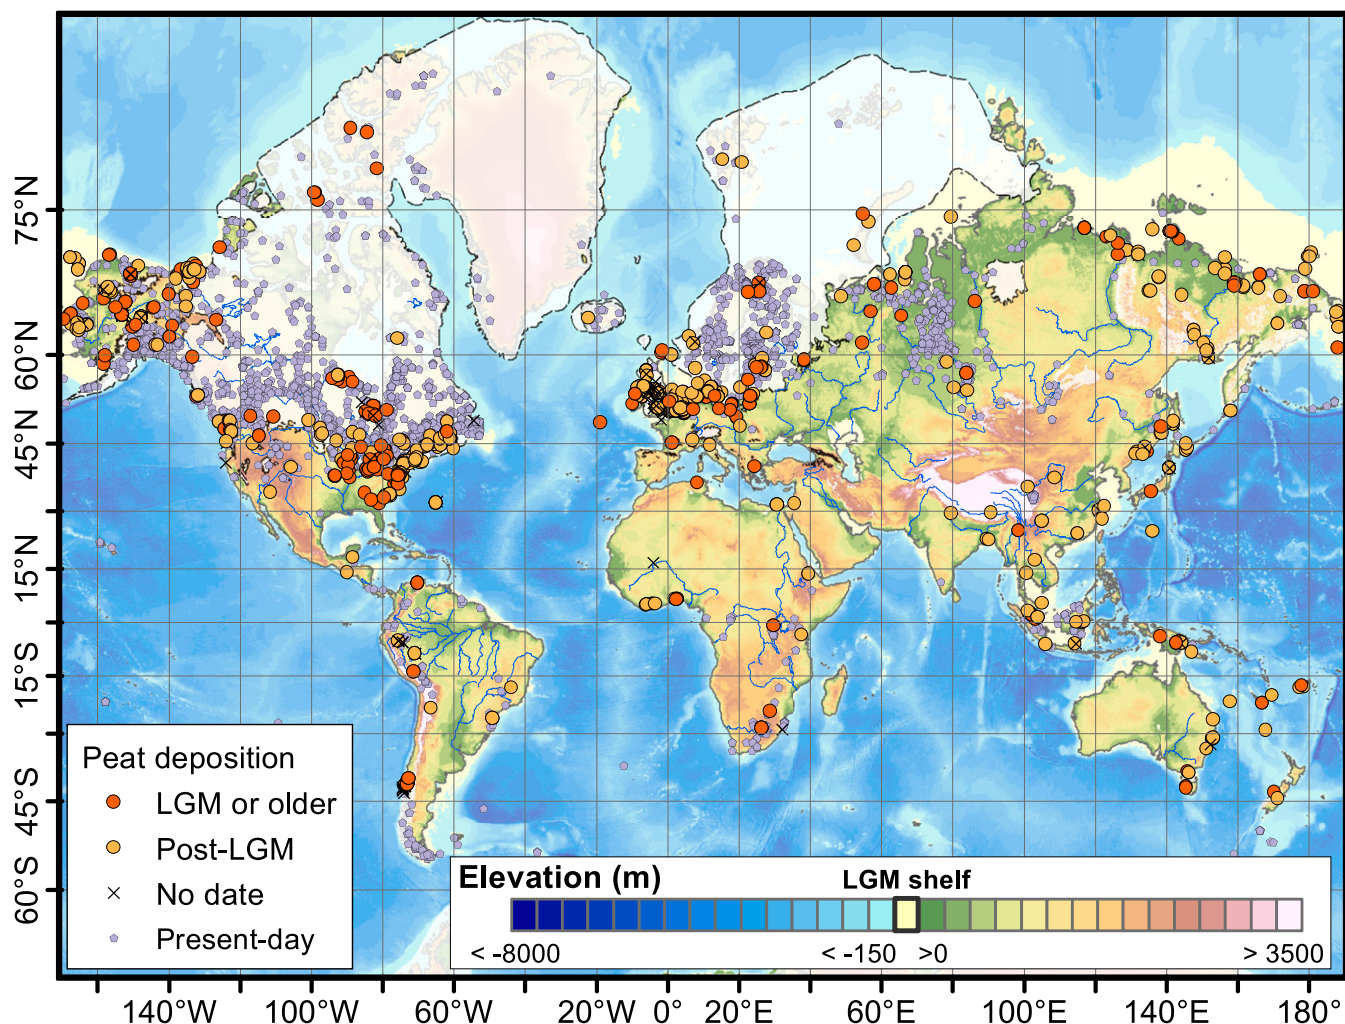 75°N
60°N
45°N
15°N
15°S
45°S
60°S
Peat deposition
LGM or older
Post-LGM
No date
Present-day
Elevation (m)
LGM shelf
< -8000
< -150
>0
> 3500
140°W
100°W
60°W
20°W
0°
20°E
60°E
100°E
140°E
180°